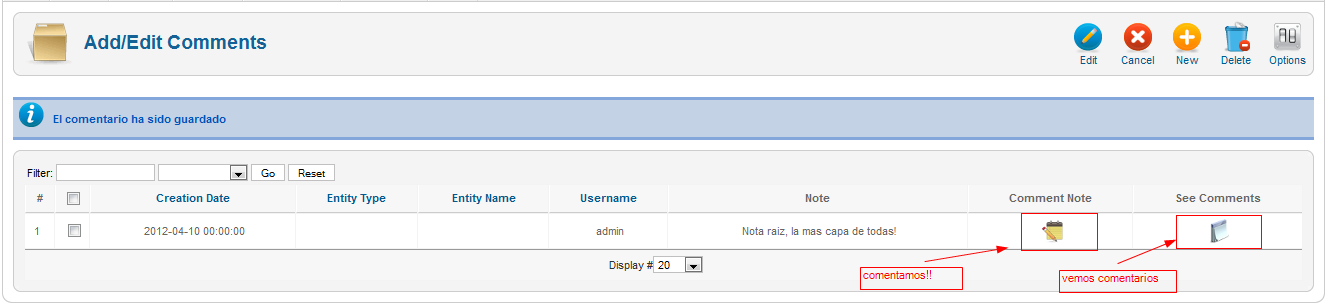 Add/Edit Comments
Edit Cancel New Delete Options
El comentario ha sido guardado
Filter: Go Reset
# Creation Date Entity Type Entity Name Username Note Comment Note See Comments
1 2012-04-10 00:00:00 admin Nota raiz, la mas capa de todas!
Display # 20
comentamos!! vemos comentarios